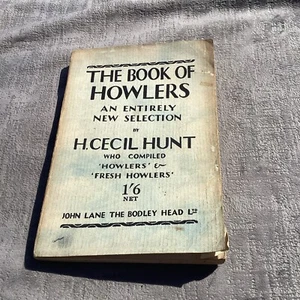 THE BOOK OF
HOWLERS
AN ENTIRELY
NEW SELECTION
BY
H. CECIL HUNT
WHO COMPILED
'HOWLERS' &
'FRESH HOWLERS'
1'6
NET
JOHN LANE THE BODLEY HEAD LTD